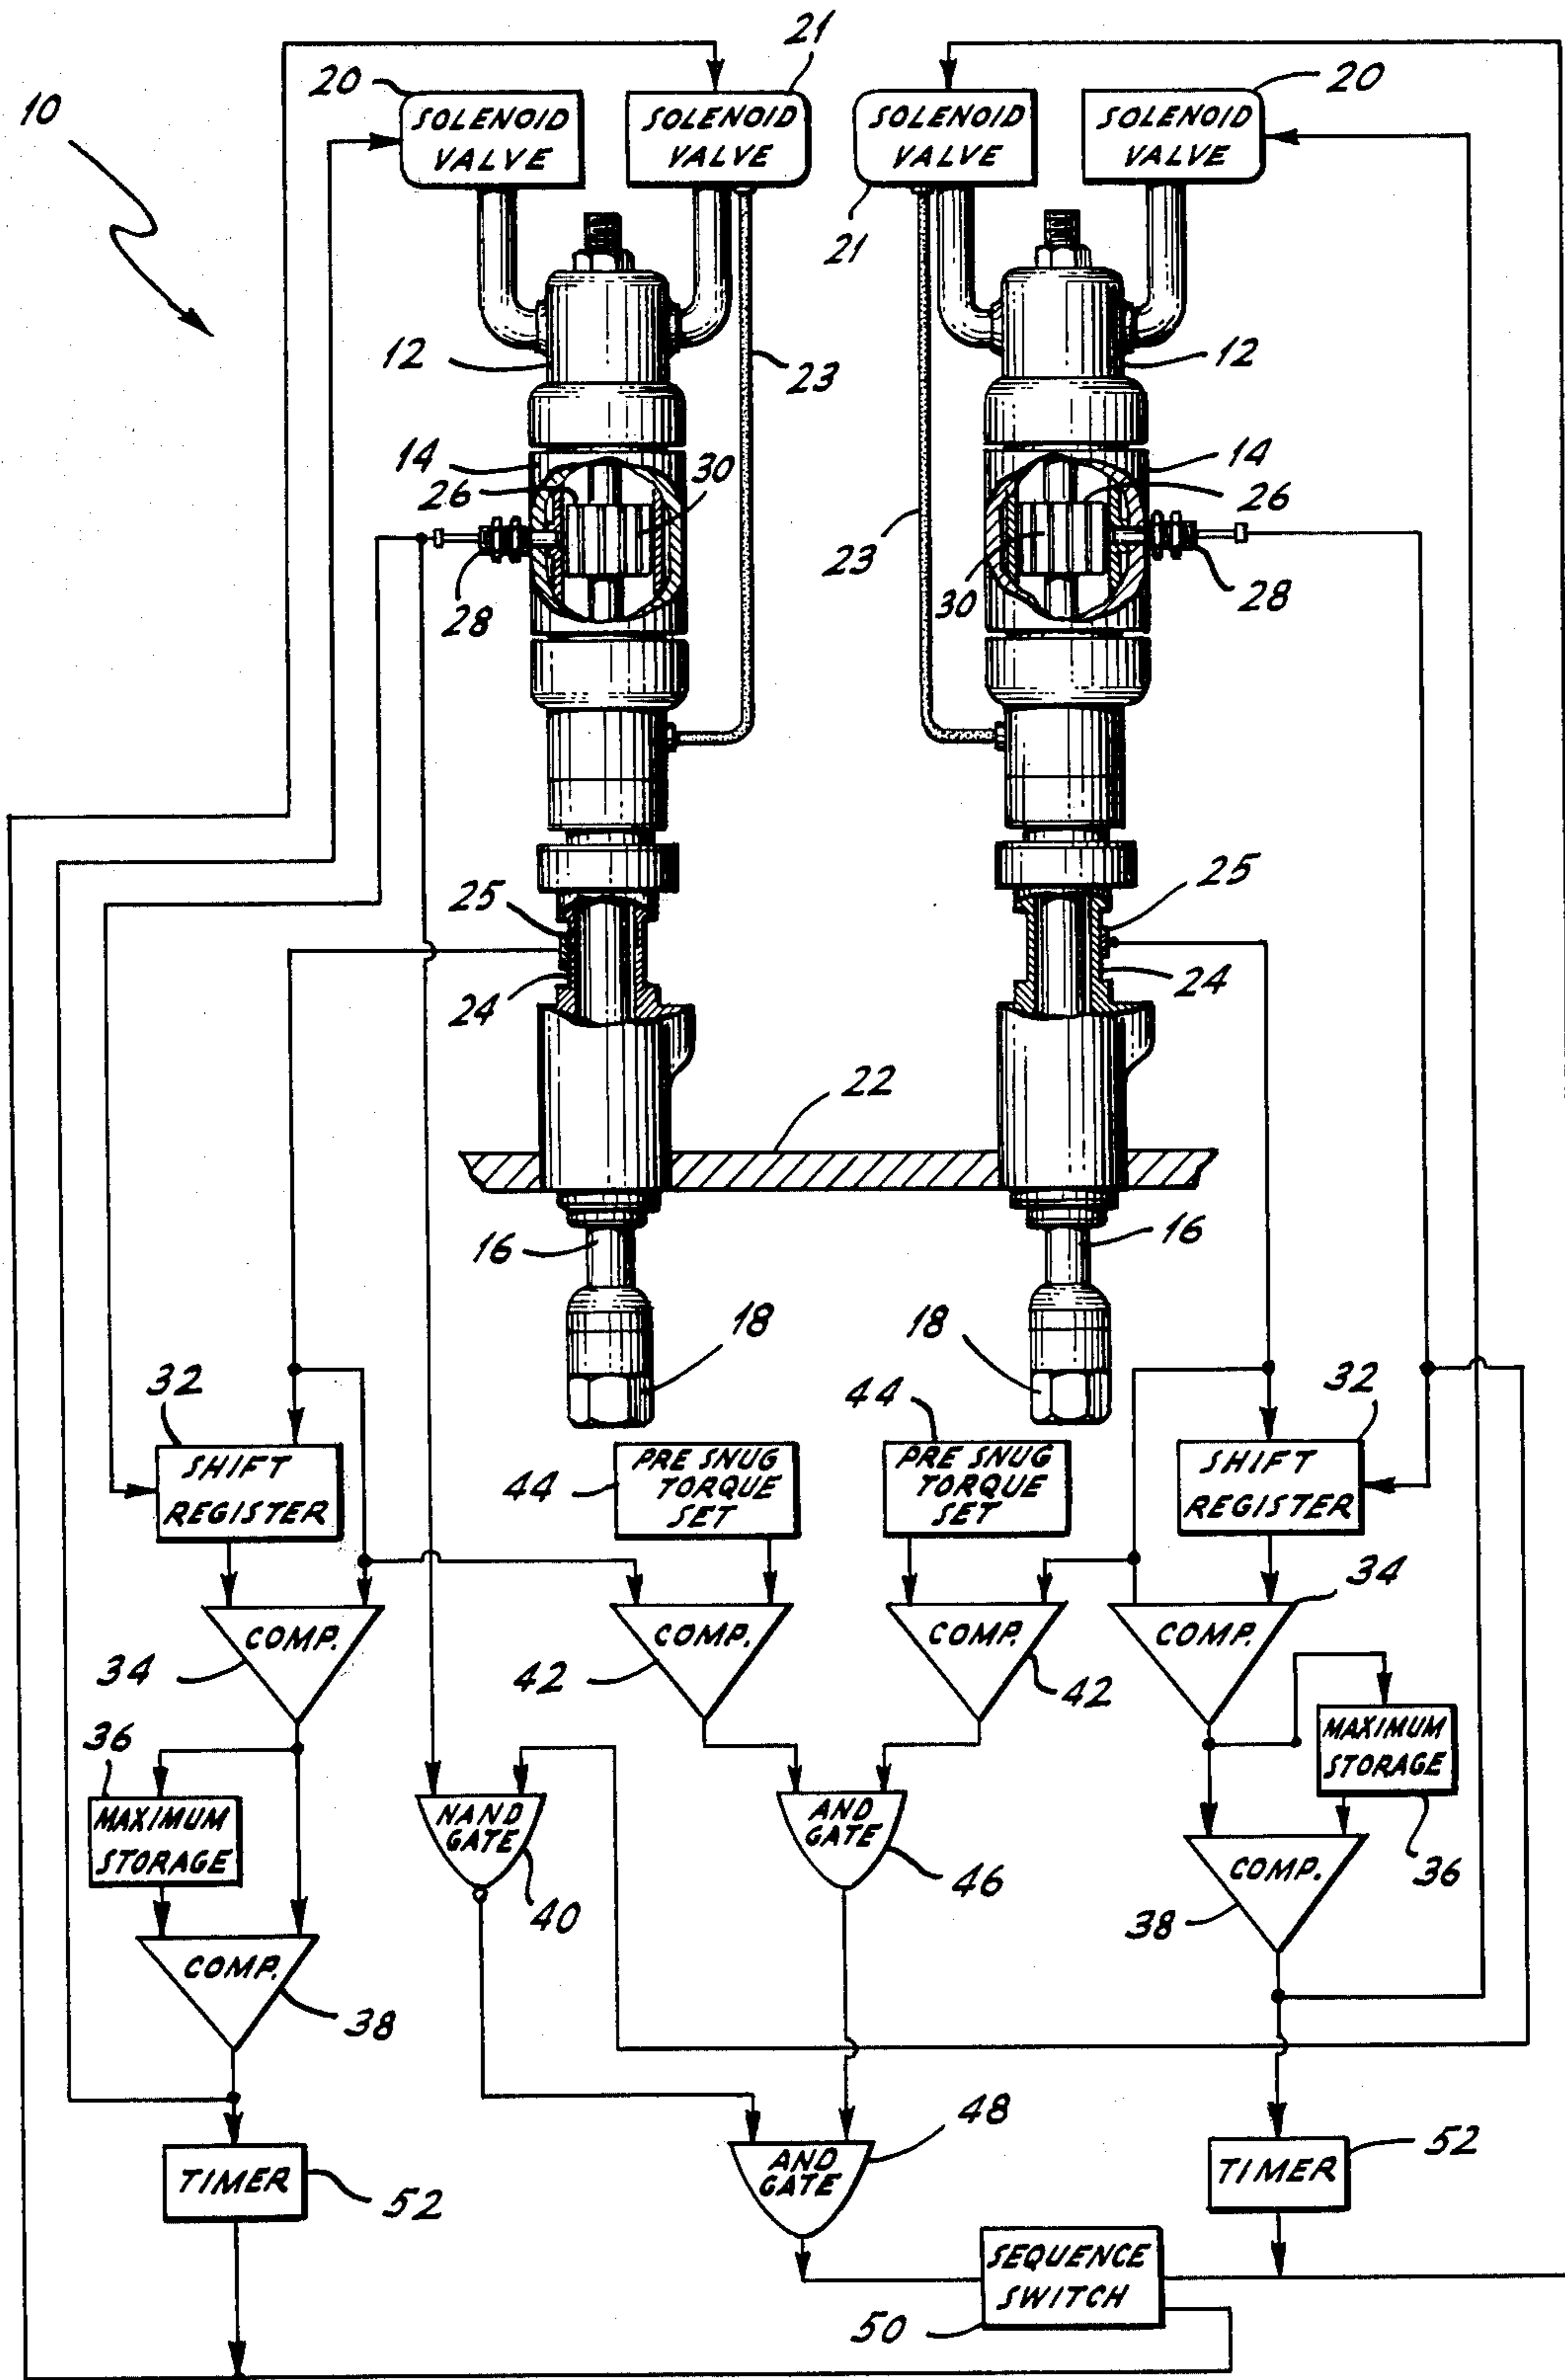 10
20
SOLENOID
VALVE
21
SOLENOID
VALVE
SOLENOID
VALVE
21
SOLENOID
VALVE
20
12
23
12
14
26
30
28
23
14
26
30
28
25
24
25
24
22
16
18
16
18
32
SHIFT
REGISTER
44
PRE SNUG
TORQUE
SET
44
PRE SNUG
TORQUE
SET
32
SHIFT
REGISTER
COMP.
34
COMP.
42
COMP.
42
COMP.
34
36
MAXIMUM
STORAGE
NAND
GATE
40
AND
GATE
46
MAXIMUM
STORAGE
36
COMP.
38
COMP.
38
TIMER
52
AND
GATE
48
TIMER
52
SEQUENCE
SWITCH
50